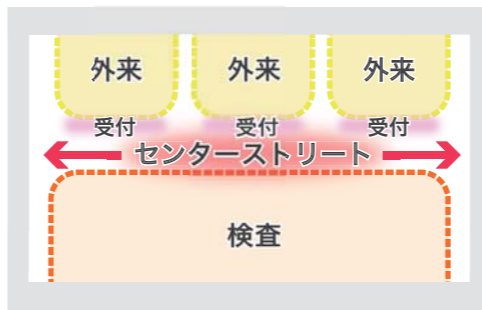 外来 外来 外来
受付 受付 受付
センターストリート
検査